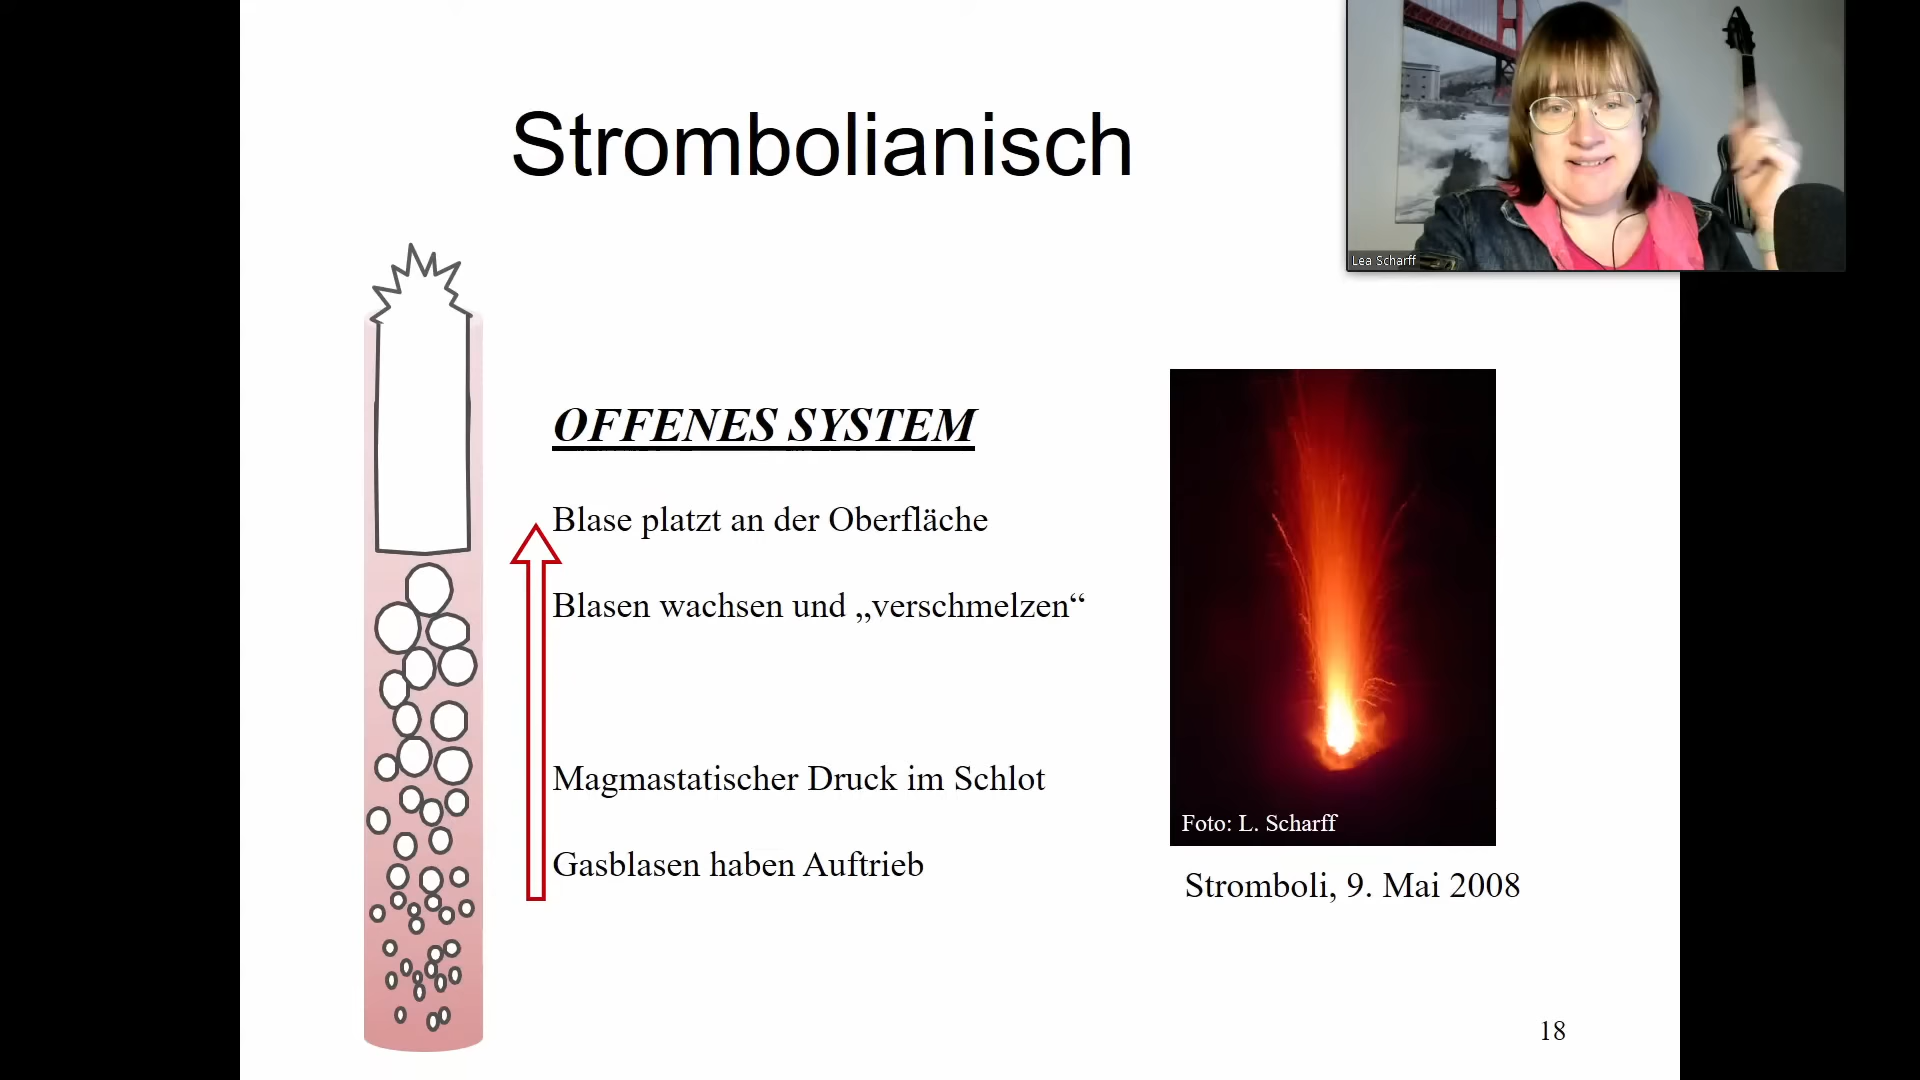 Strombolianisch
Lea Scharff
OFFENES SYSTEM
Blase platzt an der Oberfläche
Blasen wachsen und „verschmelzen“
Magmastatischer Druck im Schlot
Gasblasen haben Auftrieb
Foto: L. Scharff
Stromboli, 9. Mai 2008
18